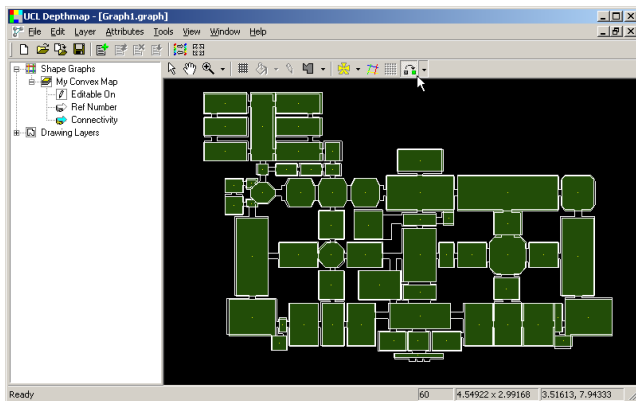 UCL Depthmap - [Graph1.graph]
File Edit Layer Attributes Tools View Window Help
Shape Graphs
My Convex Map
Editable On
Ref Number
Connectivity
Drawing Layers
Ready 60 4.54922 x 2.99168 3.51613, 7.94333